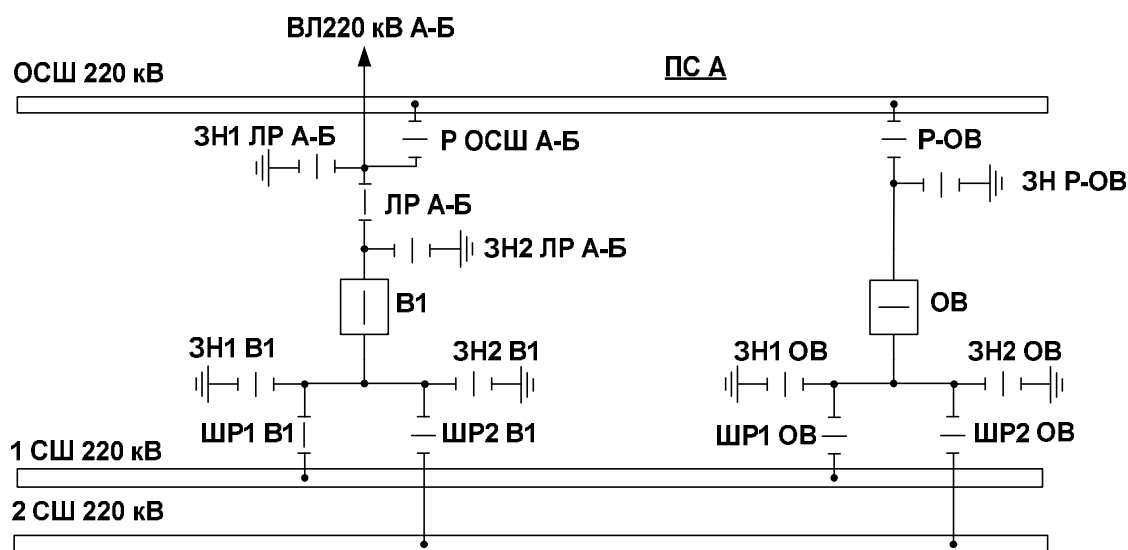 ВЛ220 кВ А-Б
ОСШ 220 кВ
ПС А
ЗН1 ЛР А-Б
Р ОСШ А-Б
Р-ОВ
ЗН Р-ОВ
ЛР А-Б
ЗН2 ЛР А-Б
В1
ОВ
ЗН1 В1
ЗН2 В1
ЗН1 ОВ
ЗН2 ОВ
ШР1 В1
ШР2 В1
ШР1 ОВ
ШР2 ОВ
1 СШ 220 кВ
2 СШ 220 кВ